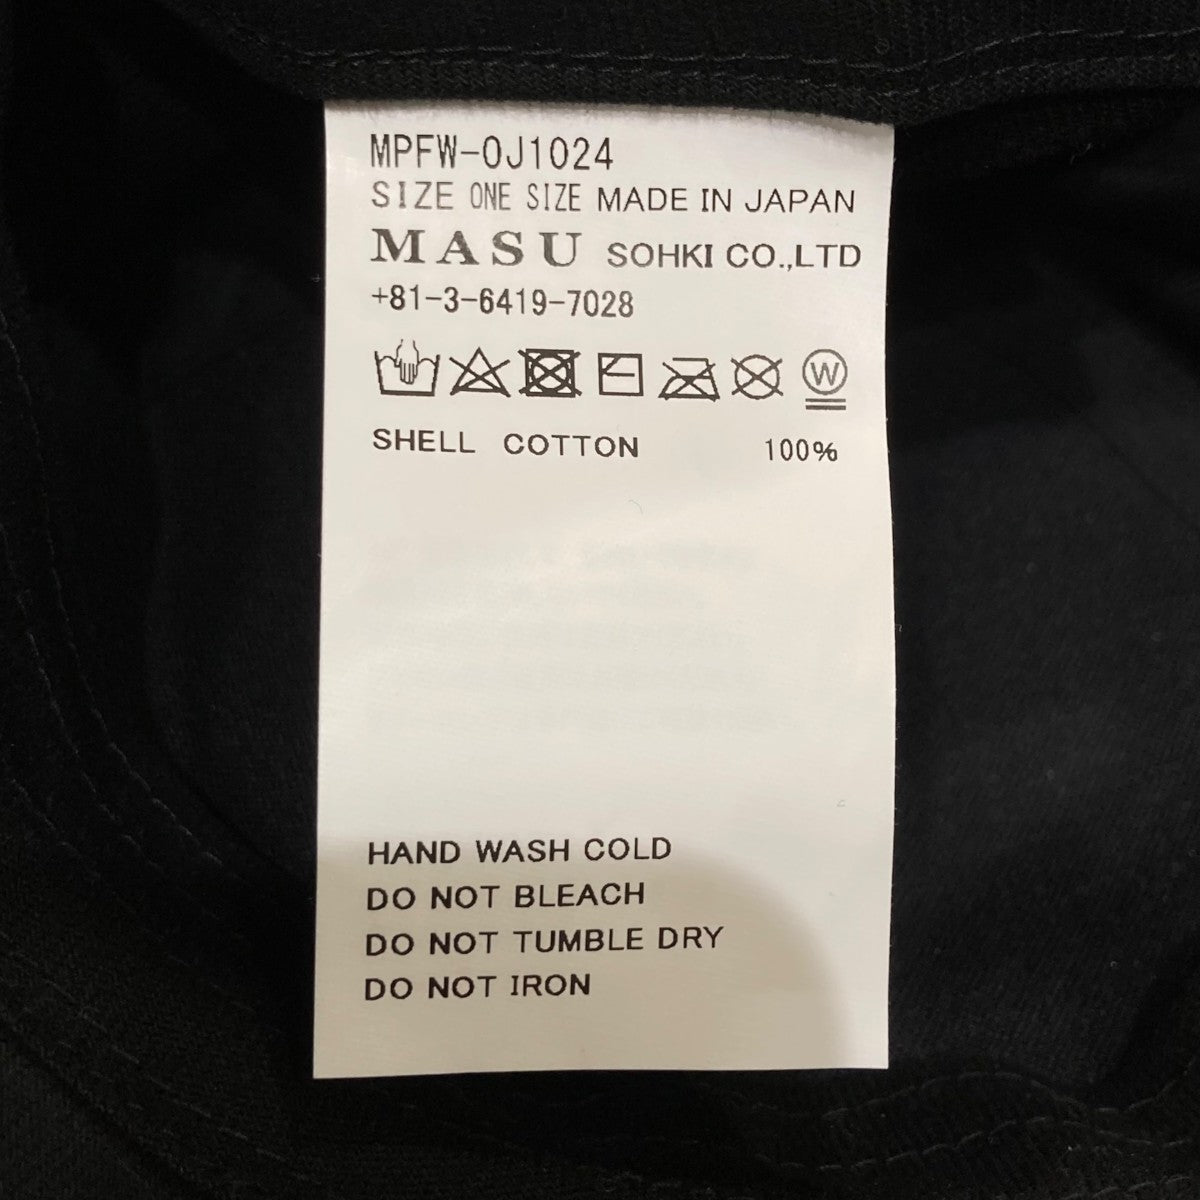 MPFW-0J1024
SIZE ONE SIZE MADE IN JAPAN
MASU SOHKI CO.,LTD
+81-3-6419-7028
W
SHELL COTTON 100%
HAND WASH COLD
DO NOT BLEACH
DO NOT TUMBLE DRY
DO NOT IRON